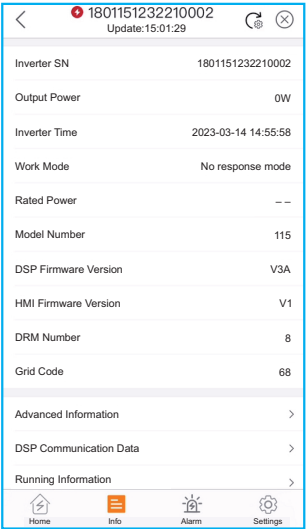 1801151232210002
Update:15:01:29
Inverter SN 1801151232210002
Output Power 0W
Inverter Time 2023-03-14 14:55:58
Work Mode No response mode
Rated Power – –
Model Number 115
DSP Firmware Version V3A
HMI Firmware Version V1
DRM Number 8
Grid Code 68
Advanced Information
DSP Communication Data
Running Information
Home Info Alarm Settings